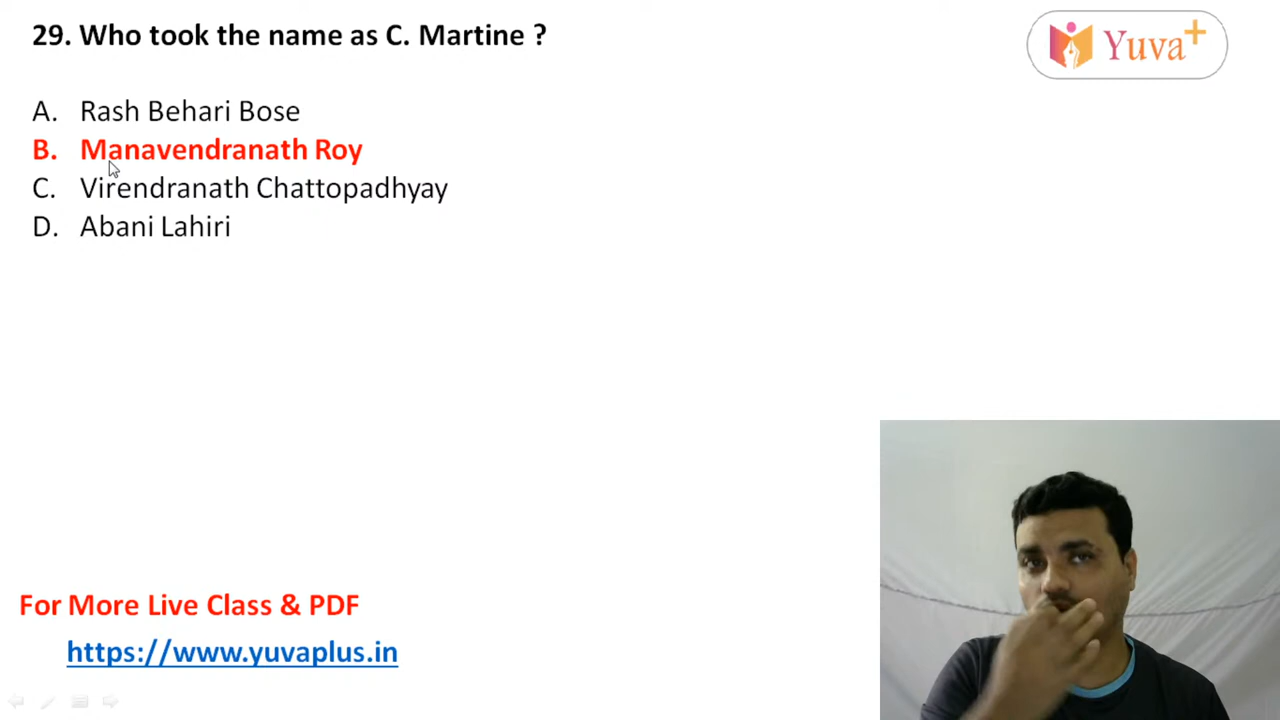 29. Who took the name as C. Martine ?
Yuva+
A. Rash Behari Bose
B. Manavendranath Roy
C. Virendranath Chattopadhyay
D. Abani Lahiri
For More Live Class & PDF
https://www.yuvaplus.in